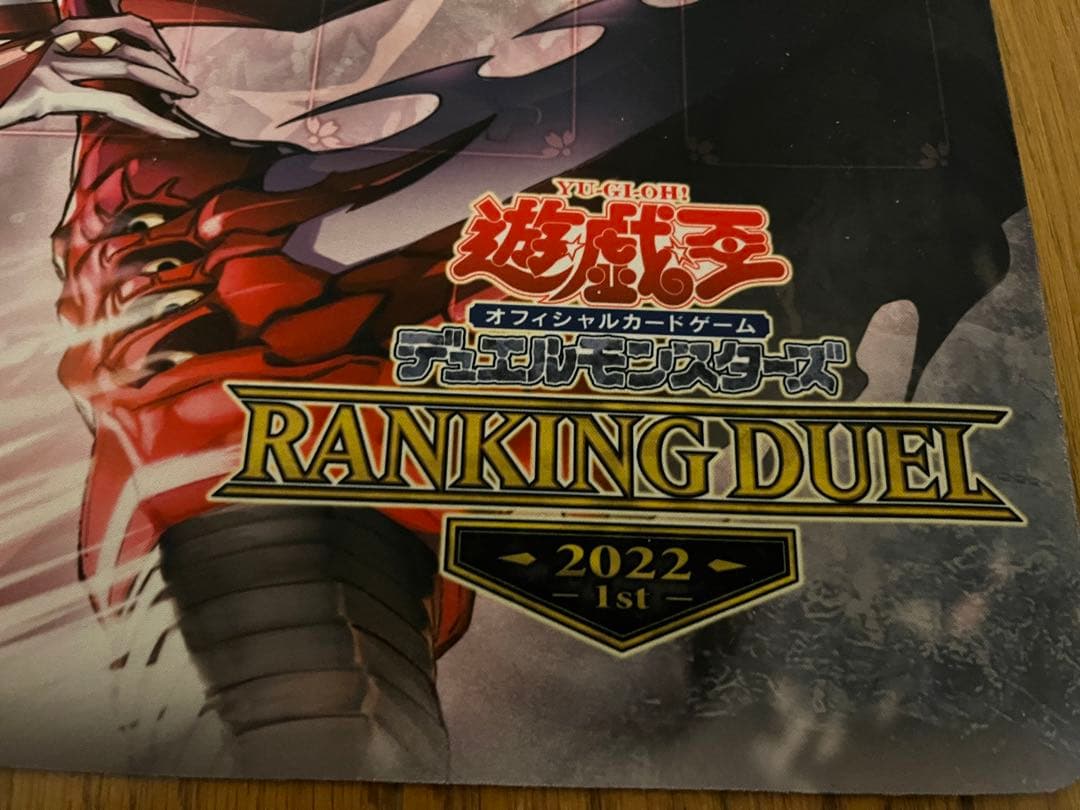 YU-GI-OH!
遊戯王
オフィシャルカードゲーム
デュエルモンスターズ
RANKING DUEL
2022
1st